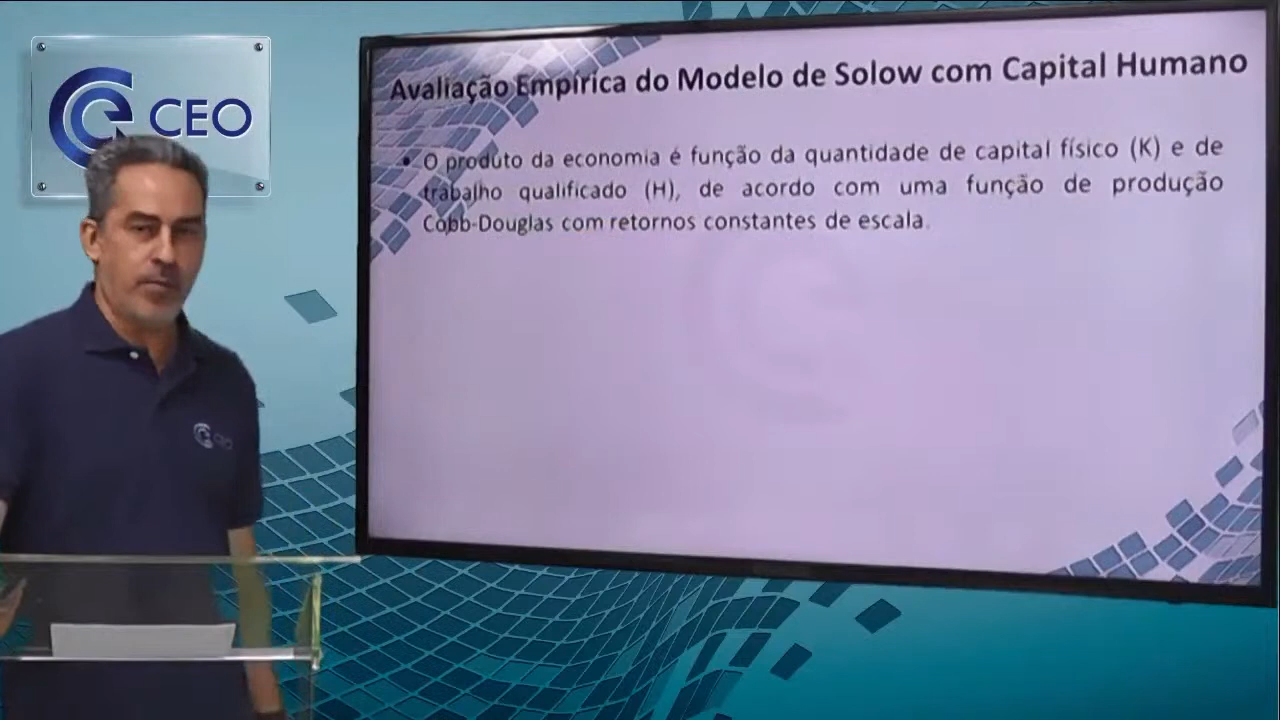 CEO
Avaliação Empírica do Modelo de Solow com Capital Humano
• O produto da economia é função da quantidade de capital físico (K) e de
trabalho qualificado (H), de acordo com uma função de produção
Cobb-Douglas com retornos constantes de escala.
CEO